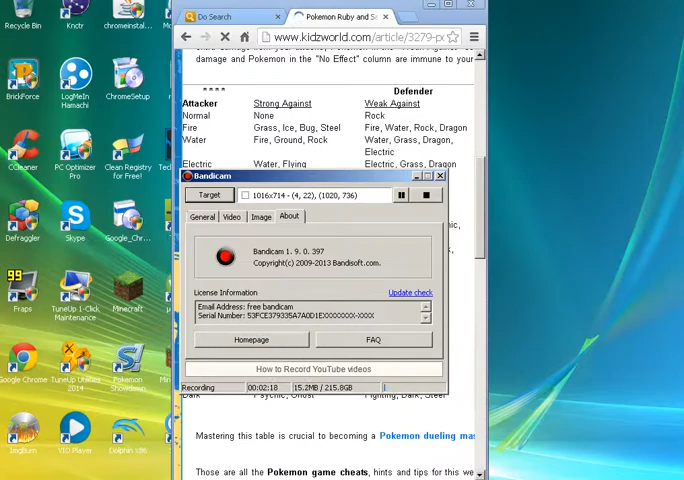 Do Search
Pokemon Ruby and Sa
www.kidzworld.com/article/3279-p
damage and Pokemon in the "No Effect" column are immune to your
****
Defender
Attacker Strong Against Weak Against
Normal None Rock
Fire Grass, Ice, Bug, Steel Fire, Water, Rock, Dragon
Water Fire, Ground, Rock Water, Grass, Dragon,
Electric
Electric Water, Flying Electric, Grass, Dragon
Bandicam
Target
1016x714 - (4, 22), (1020, 736)
General Video Image About
Bandicam 1. 9. 0. 397
Copyright(c) 2009-2013 Bandisoft.com.
License Information
Update check
Email Address: free bandicam
Serial Number: 53FCE379335A7A0D1EXXXXXXX-XXXX
Homepage
FAQ
How to Record YouTube videos
Recording 00:02:18 15.2MB / 215.8GB
Dark Psychic, Ghost Fighting, Dark, Steel
Mastering this table is crucial to becoming a Pokemon dueling mas
Those are all the Pokemon game cheats, hints and tips for this we
Recycle Bin
Knctr
chromeinstal...
BrickForce
LogMeIn
Hamachi
ChromeSetup
CCleaner
PC Optimizer
Pro
Clean Registry
for Free!
Defraggler
Skype
Google_Chr...
99
Fraps
TuneUp 1-Click
Maintenance
Minecraft
Google Chrome
TuneUp Utilities
2014
Pokemon
Showdown
ImgBurn
VIO Player
Dolphin x86